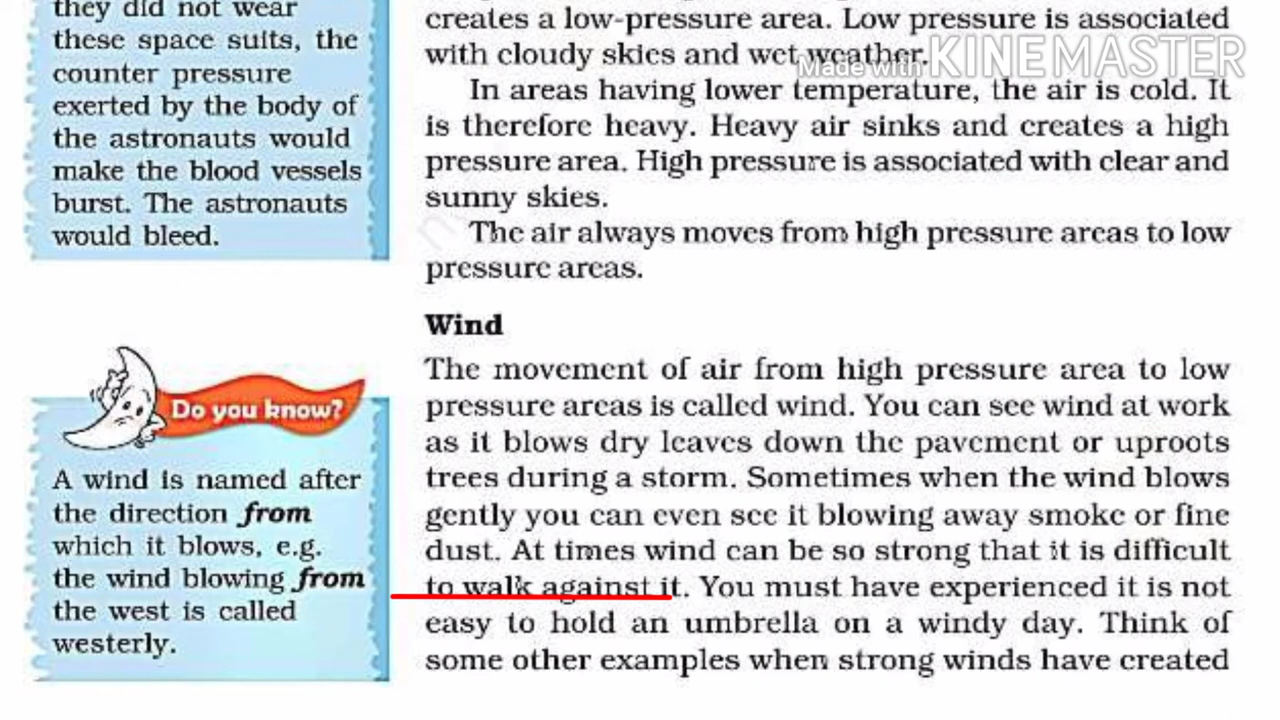 they did not wear
these space suits, the
counter pressure
exerted by the body of
the astronauts would
make the blood vessels
burst. The astronauts
would bleed.
Do you know?
A wind is named after
the direction from
which it blows, e.g.
the wind blowing from
the west is called
westerly.
creates a low-pressure area. Low pressure is associated
with cloudy skies and wet weather.
Made with KINEMASTER
In areas having lower temperature, the air is cold. It
is therefore heavy. Heavy air sinks and creates a high
pressure area. High pressure is associated with clear and
sunny skies.
The air always moves from high pressure areas to low
pressure areas.
Wind
The movement of air from high pressure area to low
pressure areas is called wind. You can see wind at work
as it blows dry leaves down the pavement or uproots
trees during a storm. Sometimes when the wind blows
gently you can even see it blowing away smoke or fine
dust. At times wind can be so strong that it is difficult
to walk against it. You must have experienced it is not
easy to hold an umbrella on a windy day. Think of
some other examples when strong winds have created